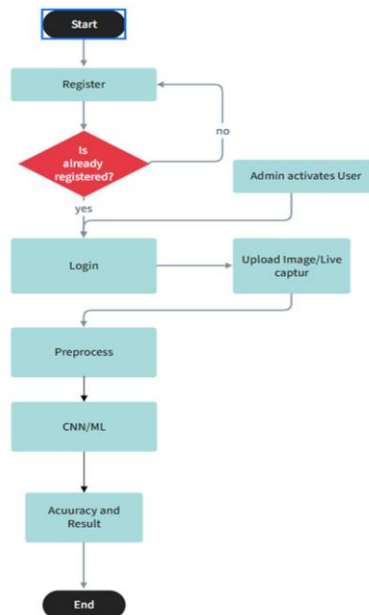 Start
Register
no
Is
already
registered?
Admin activates User
yes
Login
Upload Image/Live
captur
Preprocess
CNN/ML
Acuuracy and
Result
End